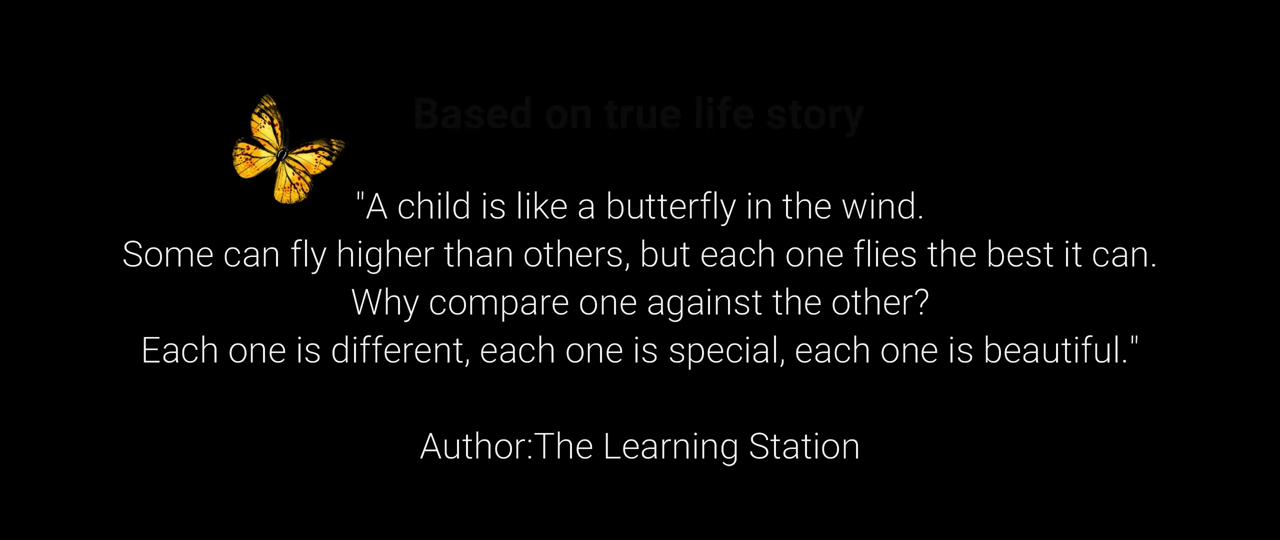 Based on true life story
"A child is like a butterfly in the wind.
Some can fly higher than others, but each one flies the best it can.
Why compare one against the other?
Each one is different, each one is special, each one is beautiful."
Author:The Learning Station